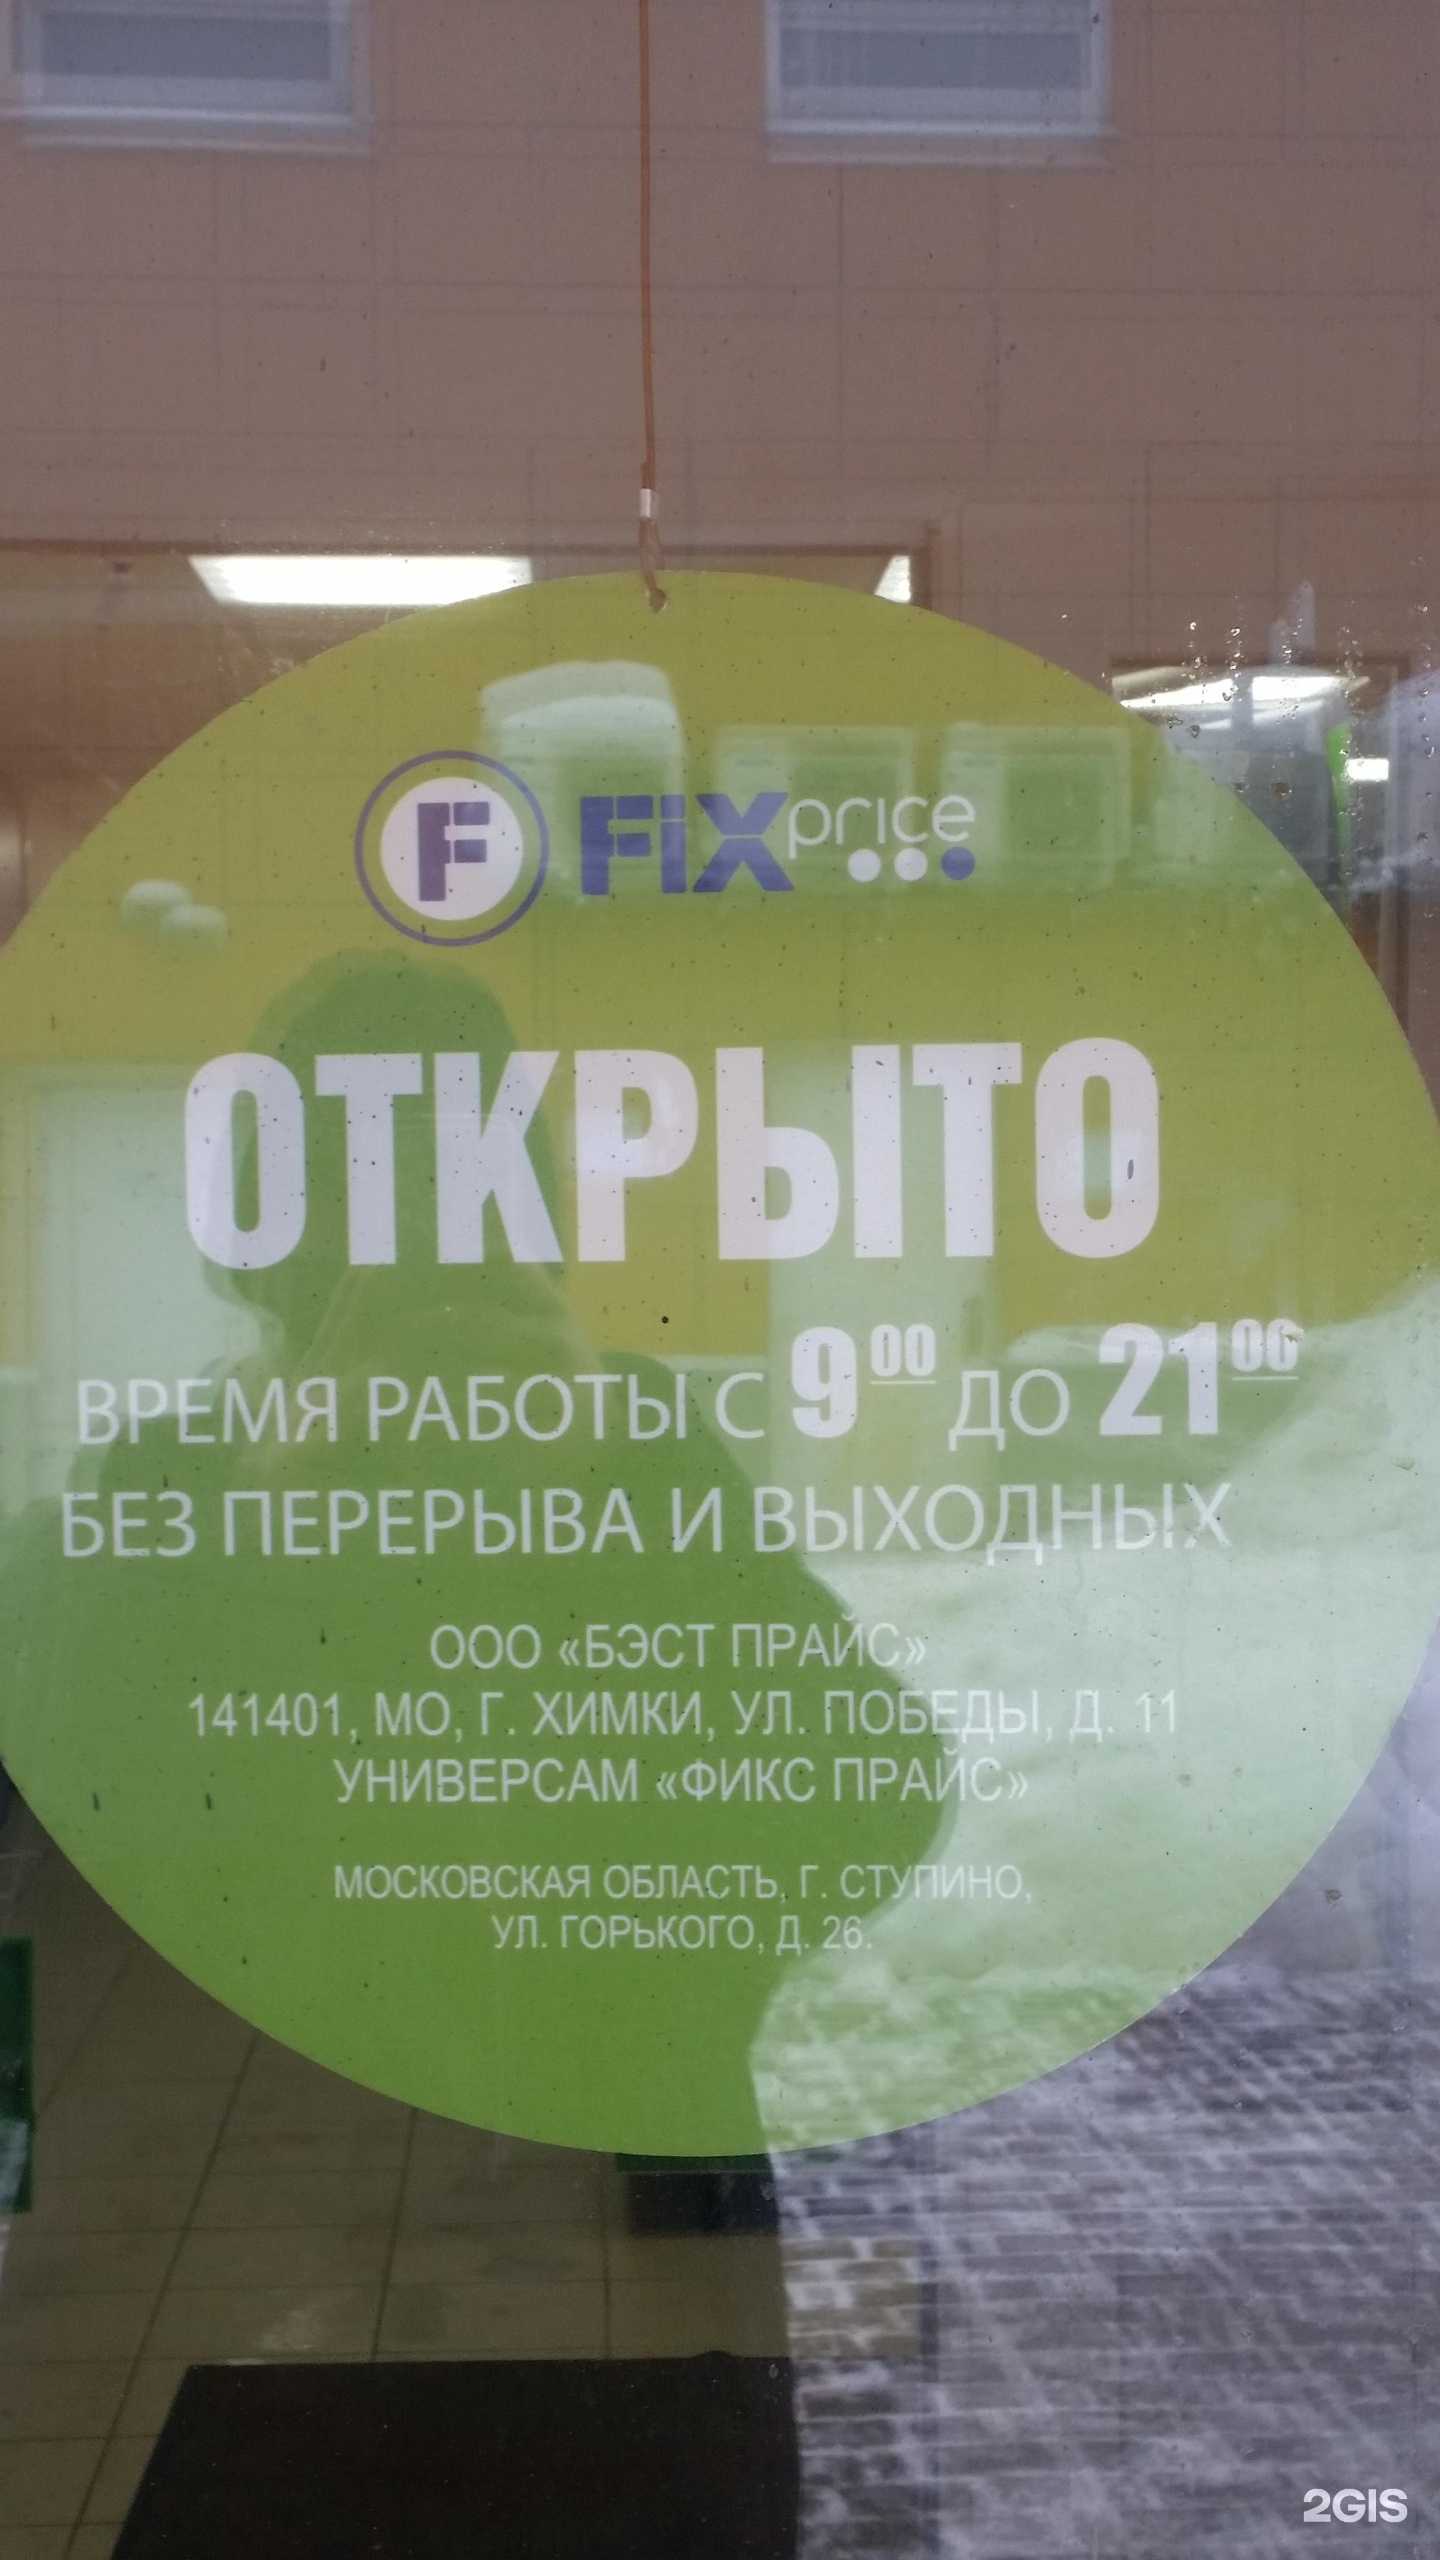 F FIX price
ОТКРЫТО
ВРЕМЯ РАБОТЫ С 9⁰⁰ ДО 21⁰⁰
БЕЗ ПЕРЕРЫВА И ВЫХОДНЫХ
ООО «БЭСТ ПРАЙС»
141401, МО, Г. ХИМКИ, УЛ. ПОБЕДЫ, Д. 11
УНИВЕРСАМ «ФИКС ПРАЙС»
МОСКОВСКАЯ ОБЛАСТЬ, Г. СТУПИНО,
УЛ. ГОРЬКОГО, Д. 26.
2GIS